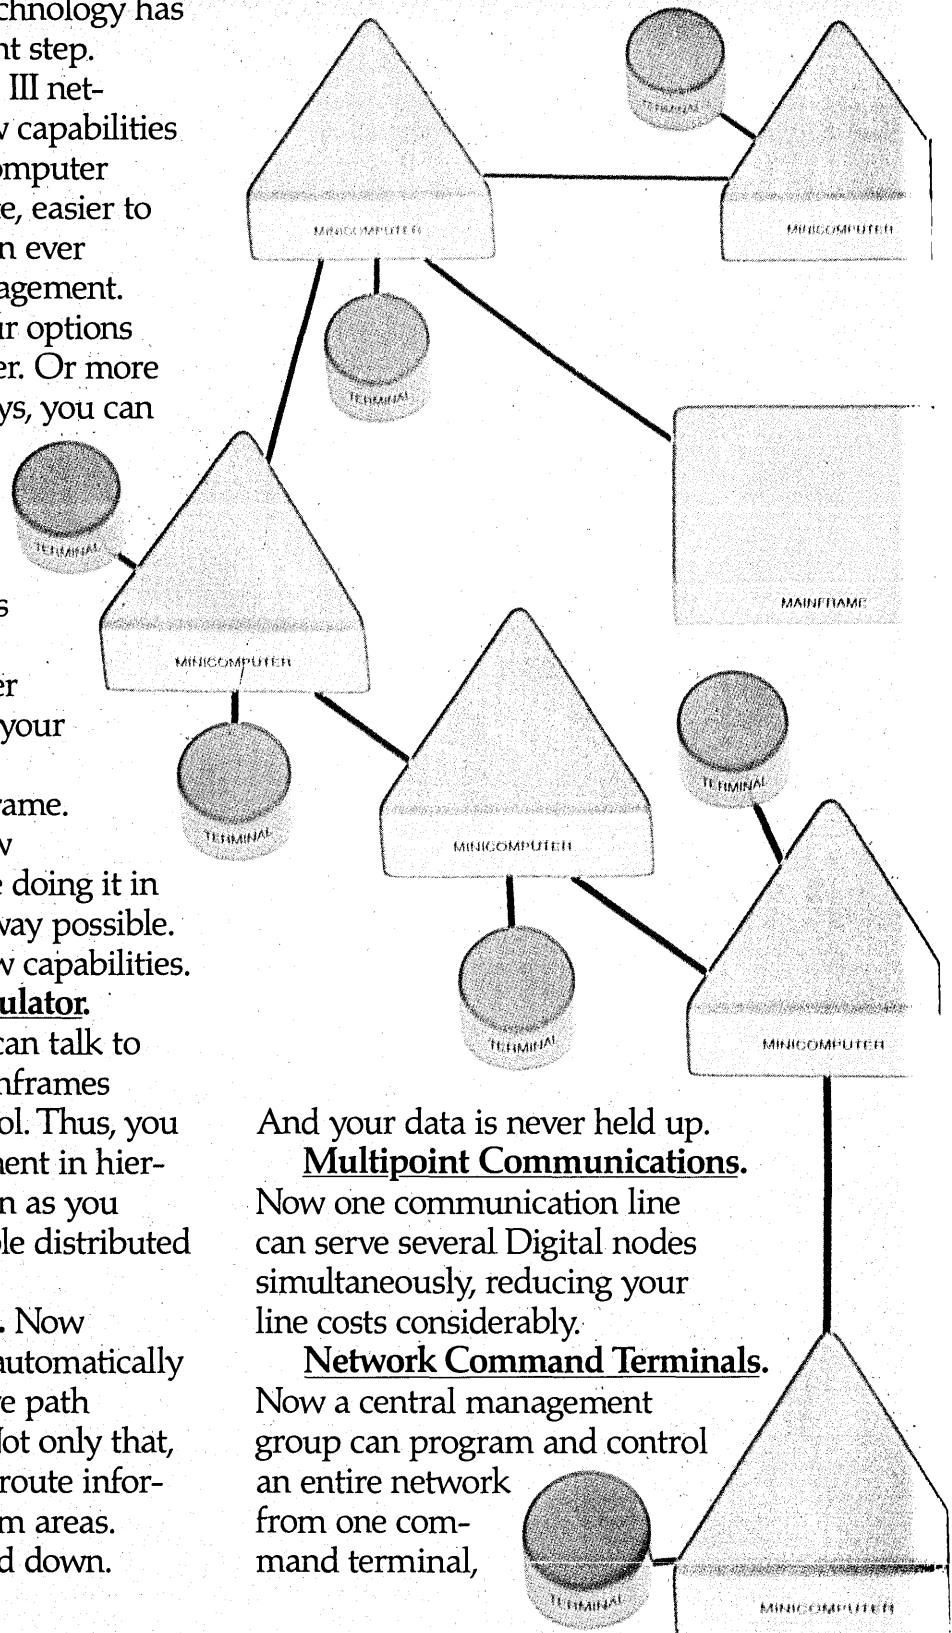 chnology has
nt step.
III net-
w capabilities
omputer
e, easier to
n ever
agement.
ur options
er. Or more
ys, you can
s
er
your
rame.
w
e doing it in
way possible.
w capabilities.
ulator.
can talk to
nframes
ol. Thus, you
ment in hier-
n as you
le distributed
. Now
automatically
e path
Not only that,
route infor-
m areas.
d down.
TERMINAL
MINICOMPUTER
MINICOMPUTER
TERMINAL
TERMINAL
MAINFRAME
MINICOMPUTER
TERMINAL
TERMINAL
MINICOMPUTER
TERMINAL
MINICOMPUTER
And your data is never held up.
Multipoint Communications.
Now one communication line
can serve several Digital nodes
simultaneously, reducing your
line costs considerably.
Network Command Terminals.
Now a central management
group can program and control
an entire network
from one com-
mand terminal,
TERMINAL
MINICOMPUTER